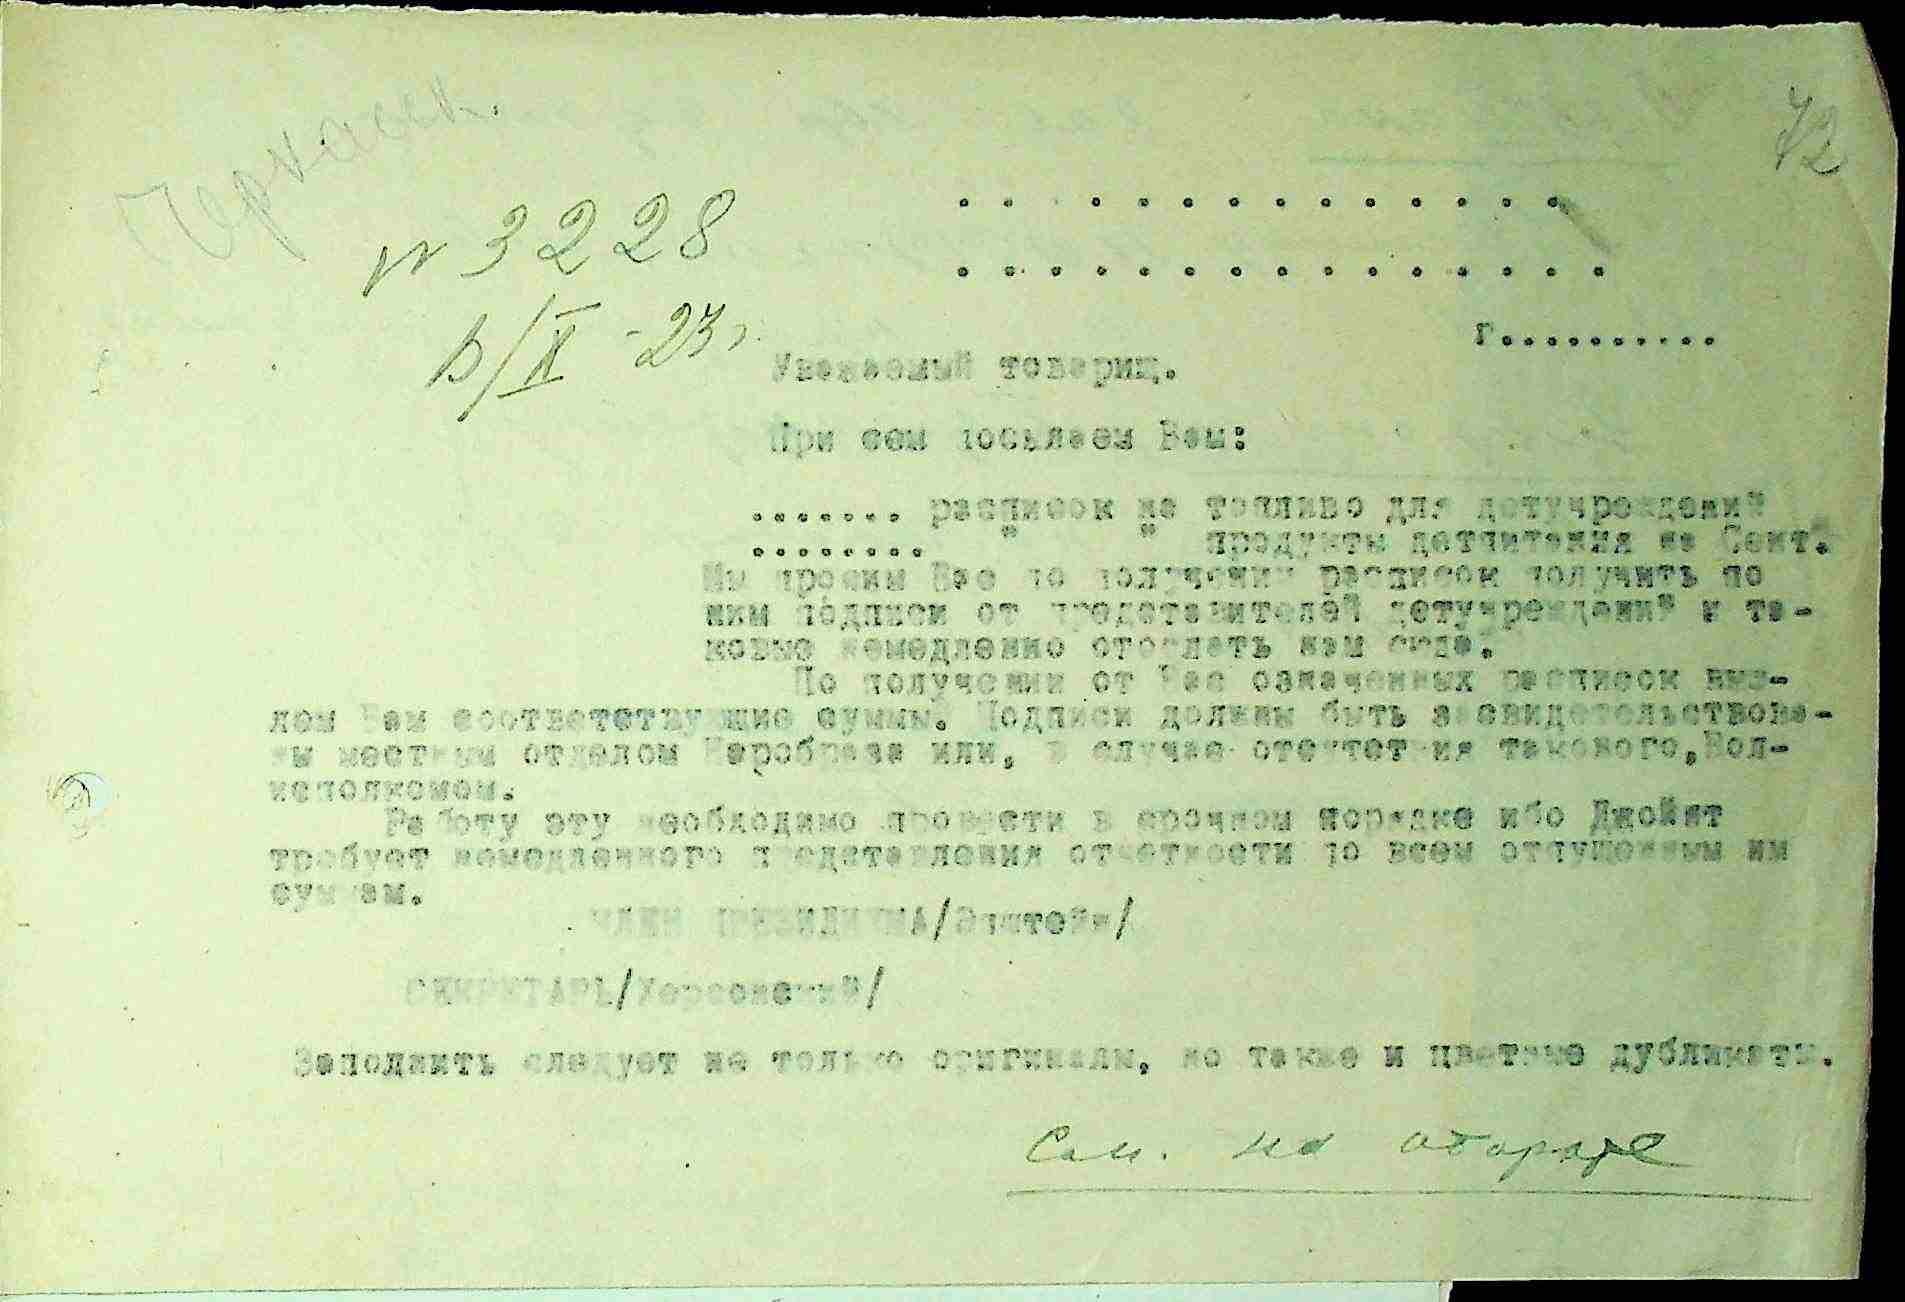 72
Черкассы.
№ 3228
/X -23 г.
. . . . . . . . . . . . . .
. . . . . . . . . . . . . . .
г...........
Уважаемый товарищ.
При сем посылаем Вам:
....... расписок на топливо для детучреждений
........ " " продукты детпитания на Сент.
Мы просим Вас по получении расписок получить по
ним подписи от представителей детучреждений и та-
ковые немедленно отослать нам сюда.
По получении от Вас означенных расписок выш-
лем Вам соответствующие суммы. Подписи должны быть засвидетельствова-
ны местным отделом Наробраза или, в случае отсутствия такового, Вол-
исполкомом.
Работу эту необходимо провести в срочном порядке ибо Джойнт
требует немедленного представления отчетности по всем отпущенным им
суммам.
ЧЛЕН ПРЕЗИДИУМА/Эпштейн/
СЕКРЕТАРЬ/Херсонский/
Заполнить следует не только оригиналы, но также и цветные дубликаты.
См. на обороте